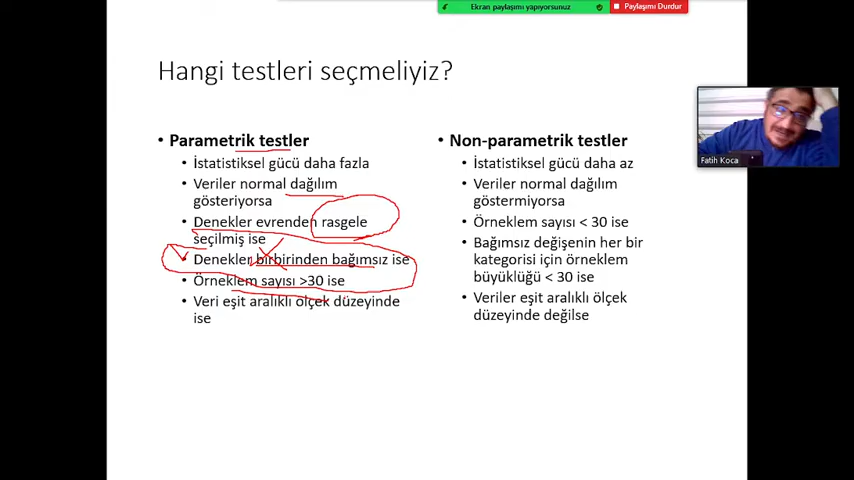 Ekran paylaşımı yapıyorsunuz
Paylaşımı Durdur
Hangi testleri seçmeliyiz?
• Parametrik testler
• İstatistiksel gücü daha fazla
• Veriler normal dağılım
gösteriyorsa
• Denekler evrenden rasgele
seçilmiş ise
• Denekler birbirinden bağımsız ise
• Örneklem sayısı >30 ise
• Veri eşit aralıklı ölçek düzeyinde
ise
• Non-parametrik testler
• İstatistiksel gücü daha az
• Veriler normal dağılım
göstermiyorsa
• Örneklem sayısı < 30 ise
• Bağımsız değişenin her bir
kategorisi için örneklem
büyüklüğü < 30 ise
• Veriler eşit aralıklı ölçek
düzeyinde değilse
Fatih Koca